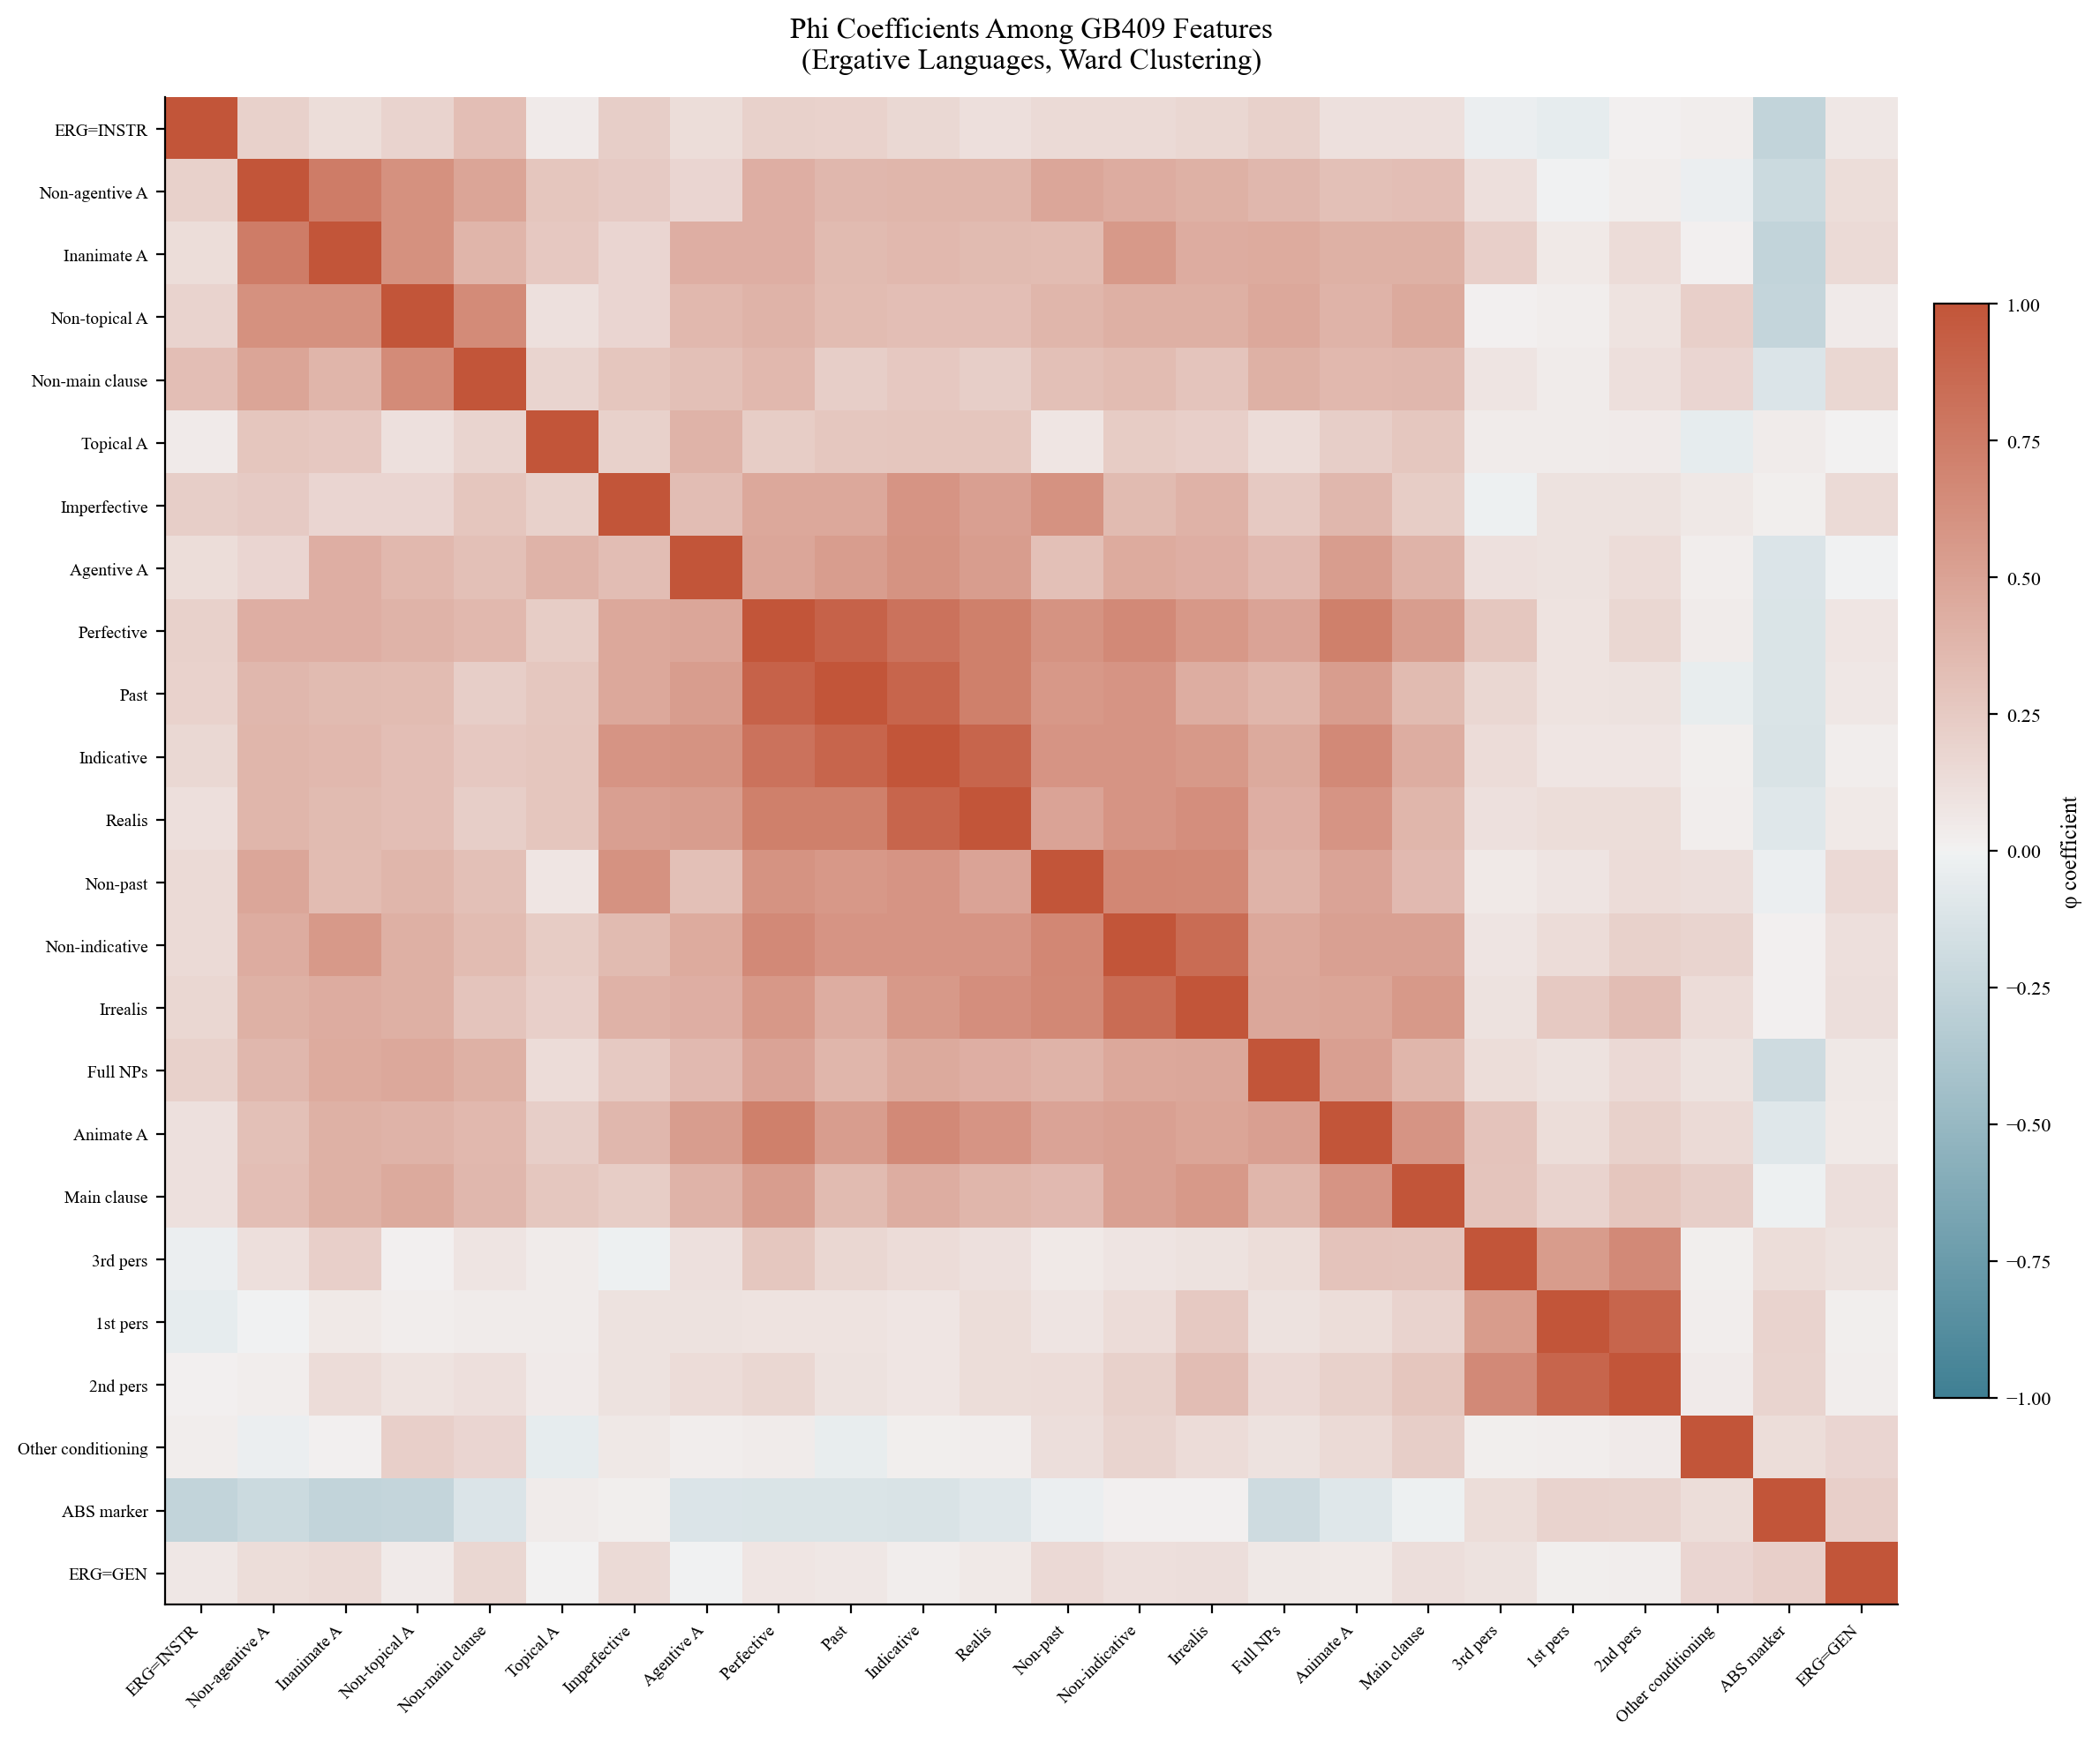 Phi Coefficients Among GB409 Features
(Ergative Languages, Ward Clustering)
ERG=INSTR
Non-agentive A
Inanimate A
Non-topical A
Non-main clause
Topical A
Imperfective
Agentive A
Perfective
Past
Indicative
Realis
Non-past
Non-indicative
Irrealis
Full NPs
Animate A
Main clause
3rd pers
1st pers
2nd pers
Other conditioning
ABS marker
ERG=GEN
ERG=INSTR
Non-agentive A
Inanimate A
Non-topical A
Non-main clause
Topical A
Imperfective
Agentive A
Perfective
Past
Indicative
Realis
Non-past
Non-indicative
Irrealis
Full NPs
Animate A
Main clause
3rd pers
1st pers
2nd pers
Other conditioning
ABS marker
ERG=GEN
1.00
0.75
0.50
0.25
0.00
−0.25
−0.50
−0.75
−1.00
φ coefficient